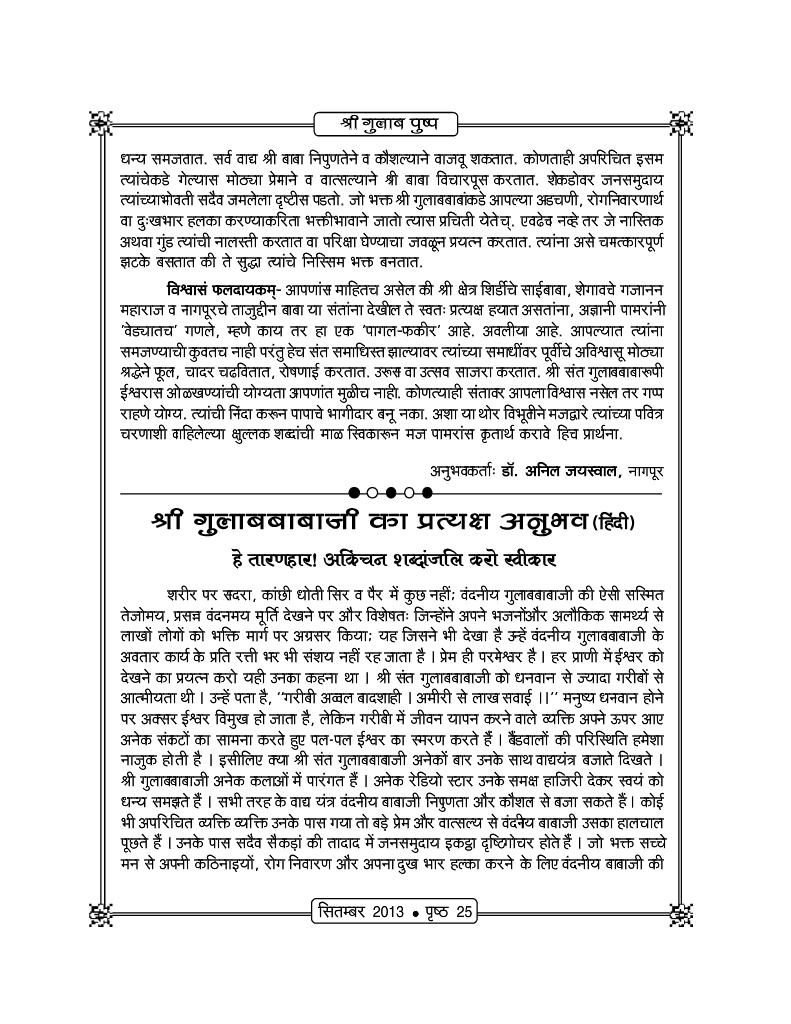 श्री गुलाब पुष्प
धन्य समजतात. सर्व वाद्य श्री बाबा निपुणतेने व कौशल्याने वाजवू शकतात. कोणताही अपरिचित इसम
त्यांचेकडे गेल्यास मोठ्या प्रेमाने व वात्सल्याने श्री बाबा विचारपूस करतात. शेकडोवर जनसमुदाय
त्यांच्याभोवती सदैव जमलेला दृष्टीस पडतो. जो भक्त श्री गुलाबबाबांकडे आपल्या अडचणी, रोगनिवारणार्थ
वा दुःखभार हलका करण्याकरिता भक्तीभावाने जातो त्यास प्रचिती येतेच्. एवढेच नव्हे तर जे नास्तिक
अथवा गुंड त्यांची नालस्ती करतात वा परिक्षा घेण्याचा जवळून प्रयत्न करतात. त्यांना असे चमत्कारपूर्ण
झटके बसतात की ते सुद्धा त्यांचे निस्सिम भक्त बनतात.
विश्वासं फलदायकम्- आपणांस माहितच असेल की श्री क्षेत्र शिर्डीचे साईबाबा, शेगावचे गजानन
महाराज व नागपूरचे ताजुद्दीन बाबा या संतांना देखील ते स्वतः प्रत्यक्ष हयात असतांना, अज्ञानी पामरांनी
'वेड्यातच' गणले, म्हणे काय तर हा एक 'पागल-फकीर' आहे. अवलीया आहे. आपल्यात त्यांना
समजण्याची कुवतच नाही परंतु हेच संत समाधिस्त झाल्यावर त्यांच्या समाधींवर पूर्वीचे अविश्वासू मोठ्या
श्रद्धेने फूल, चादर चढवितात, रोषणाई करतात. उरूस वा उत्सव साजरा करतात. श्री संत गुलाबबाबारूपी
ईश्वरास ओळखण्यांची योग्यता आपणांत मुळीच नाही. कोणत्याही संतावर आपला विश्वास नसेल तर गप्प
राहणे योग्य. त्यांची निंदा करून पापाचे भागीदार बनू नका. अशा या थोर विभूतीने मजद्वारे त्यांच्या पवित्र
चरणाशी वाहिलेल्या क्षुल्लक शब्दांची माळ स्विकारून मज पामरांस कृतार्थ करावे हिच प्रार्थना.
अनुभवकर्ताः डॉ. अनिल जयस्वाल, नागपूर
श्री गुलाबबाबाजी का प्रत्यक्ष अनुभव (हिंदी)
हे तारणहार! अकिंचन शब्दांजलि करो स्वीकार
शरीर पर सदरा, कांछी धोती सिर व पैर में कुछ नहीं; वंदनीय गुलाबबाबाजी की ऐसी सस्मित
तेजोमय, प्रसन्न वंदनमय मूर्ति देखने पर और विशेषतः जिन्होंने अपने भजनोंऔर अलौकिक सामर्थ्य से
लाखों लोगों को भक्ति मार्ग पर अग्रसर किया; यह जिसने भी देखा है उन्हें वंदनीय गुलाबबाबाजी के
अवतार कार्य के प्रति रत्ती भर भी संशय नहीं रह जाता है । प्रेम ही परमेश्वर है । हर प्राणी में ईश्वर को
देखने का प्रयत्न करो यही उनका कहना था । श्री संत गुलाबबाबाजी को धनवान से ज्यादा गरीबों से
आत्मीयता थी । उन्हें पता है, ''गरीबी अव्वल बादशाही । अमीरी से लाख सवाई ।।'' मनुष्य धनवान होने
पर अक्सर ईश्वर विमुख हो जाता है, लेकिन गरीबी में जीवन यापन करने वाले व्यक्ति अपने ऊपर आए
अनेक संकटों का सामना करते हुए पल-पल ईश्वर का स्मरण करते हैं । बैंडवालों की परिस्थिति हमेशा
नाजुक होती है । इसीलिए क्या श्री संत गुलाबबाबाजी अनेकों बार उनके साथ वाद्ययंत्र बजाते दिखते ।
श्री गुलाबबाबाजी अनेक कलाओं में पारंगत हैं । अनेक रेडियो स्टार उनके समक्ष हाजिरी देकर स्वयं को
धन्य समझते हैं । सभी तरह के वाद्य यंत्र वंदनीय बाबाजी निपुणता और कौशल से बजा सकते हैं । कोई
भी अपरिचित व्यक्ति व्यक्ति उनके पास गया तो बड़े प्रेम और वात्सल्य से वंदनीय बाबाजी उसका हालचाल
पूछते हैं । उनके पास सदैव सैकड़ां की तादाद में जनसमुदाय इकट्ठा दृष्टिगोचर होते हैं । जो भक्त सच्चे
मन से अपनी कठिनाइयों, रोग निवारण और अपना दुख भार हल्का करने के लिए वंदनीय बाबाजी की
सितम्बर 2013 ● पृष्ठ 25